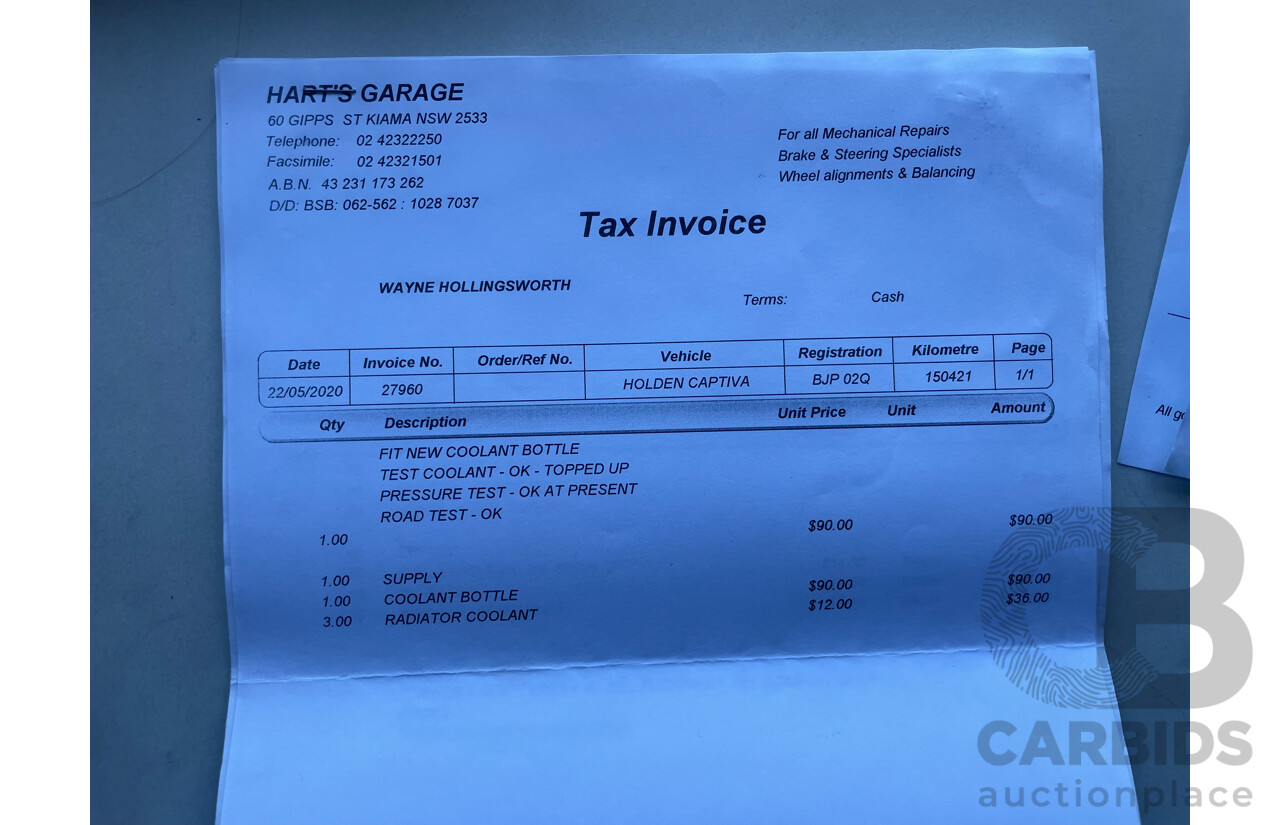 HART'S GARAGE
60 GIPPS ST KIAMA NSW 2533
Telephone: 02 42322250
Facsimile: 02 42321501
A.B.N. 43 231 173 262
D/D: BSB: 062-562 : 1028 7037
For all Mechanical Repairs
Brake & Steering Specialists
Wheel alignments & Balancing
Tax Invoice
WAYNE HOLLINGSWORTH
Terms: Cash
Date Invoice No. Order/Ref No. Vehicle Registration Kilometre Page
22/05/2020 27960 HOLDEN CAPTIVA BJP 02Q 150421 1/1
Qty Description Unit Price Unit Amount
FIT NEW COOLANT BOTTLE
TEST COOLANT - OK - TOPPED UP
PRESSURE TEST - OK AT PRESENT
ROAD TEST - OK
1.00 $90.00 $90.00
1.00 SUPPLY
1.00 COOLANT BOTTLE $90.00 $90.00
3.00 RADIATOR COOLANT $12.00 $36.00
All
CB
CARBIDS
auctionplace